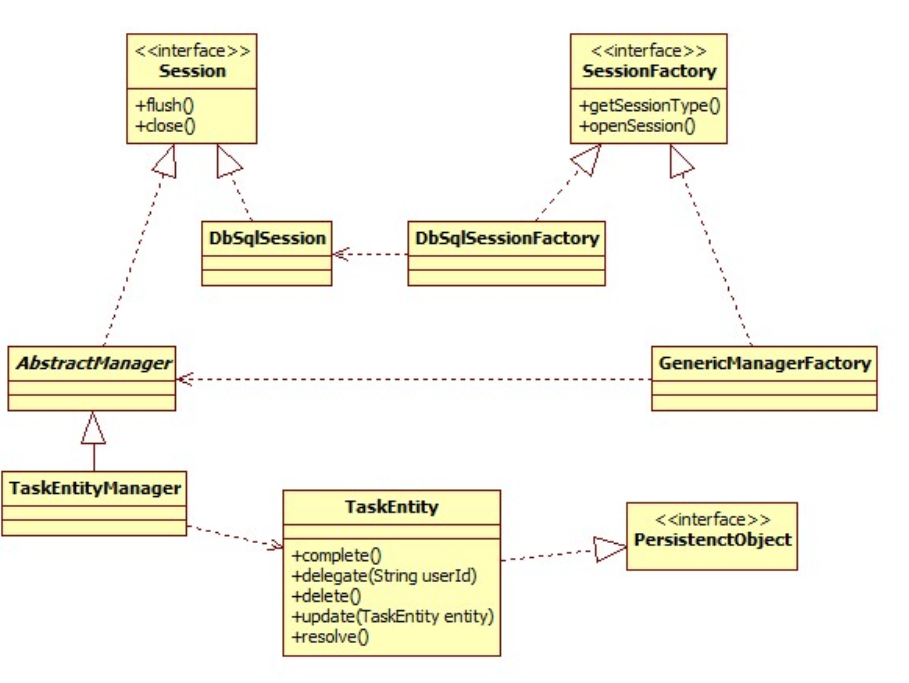 <<interface>>
Session
+flush()
+close()
<<interface>>
SessionFactory
+getSessionType()
+openSession()
DbSqlSession
DbSqlSessionFactory
AbstractManager
GenericManagerFactory
TaskEntityManager
TaskEntity
+complete()
+delegate(String userId)
+delete()
+update(TaskEntity entity)
+resolve()
<<interface>>
PersistenctObject